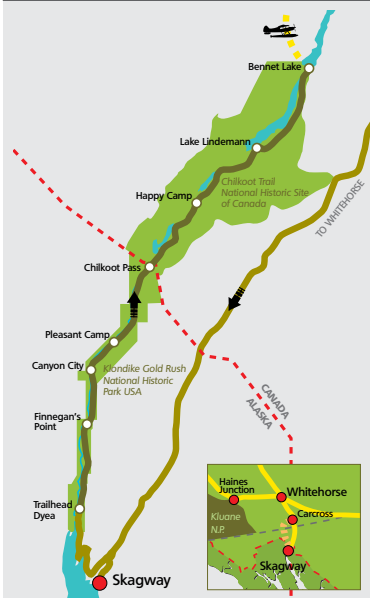 Bennet Lake
Lake Lindemann
Chilkoot Trail
National Historic Site
of Canada
Happy Camp
TO WHITEHORSE
Chilkoot Pass
Pleasant Camp
Canyon City
Klondike Gold Rush
National Historic
Park USA
CANADA
ALASKA
Finnegan's
Point
Trailhead
Dyea
Skagway
Haines
Junction
Whitehorse
Carcross
Kluane
N.P.
Skagway